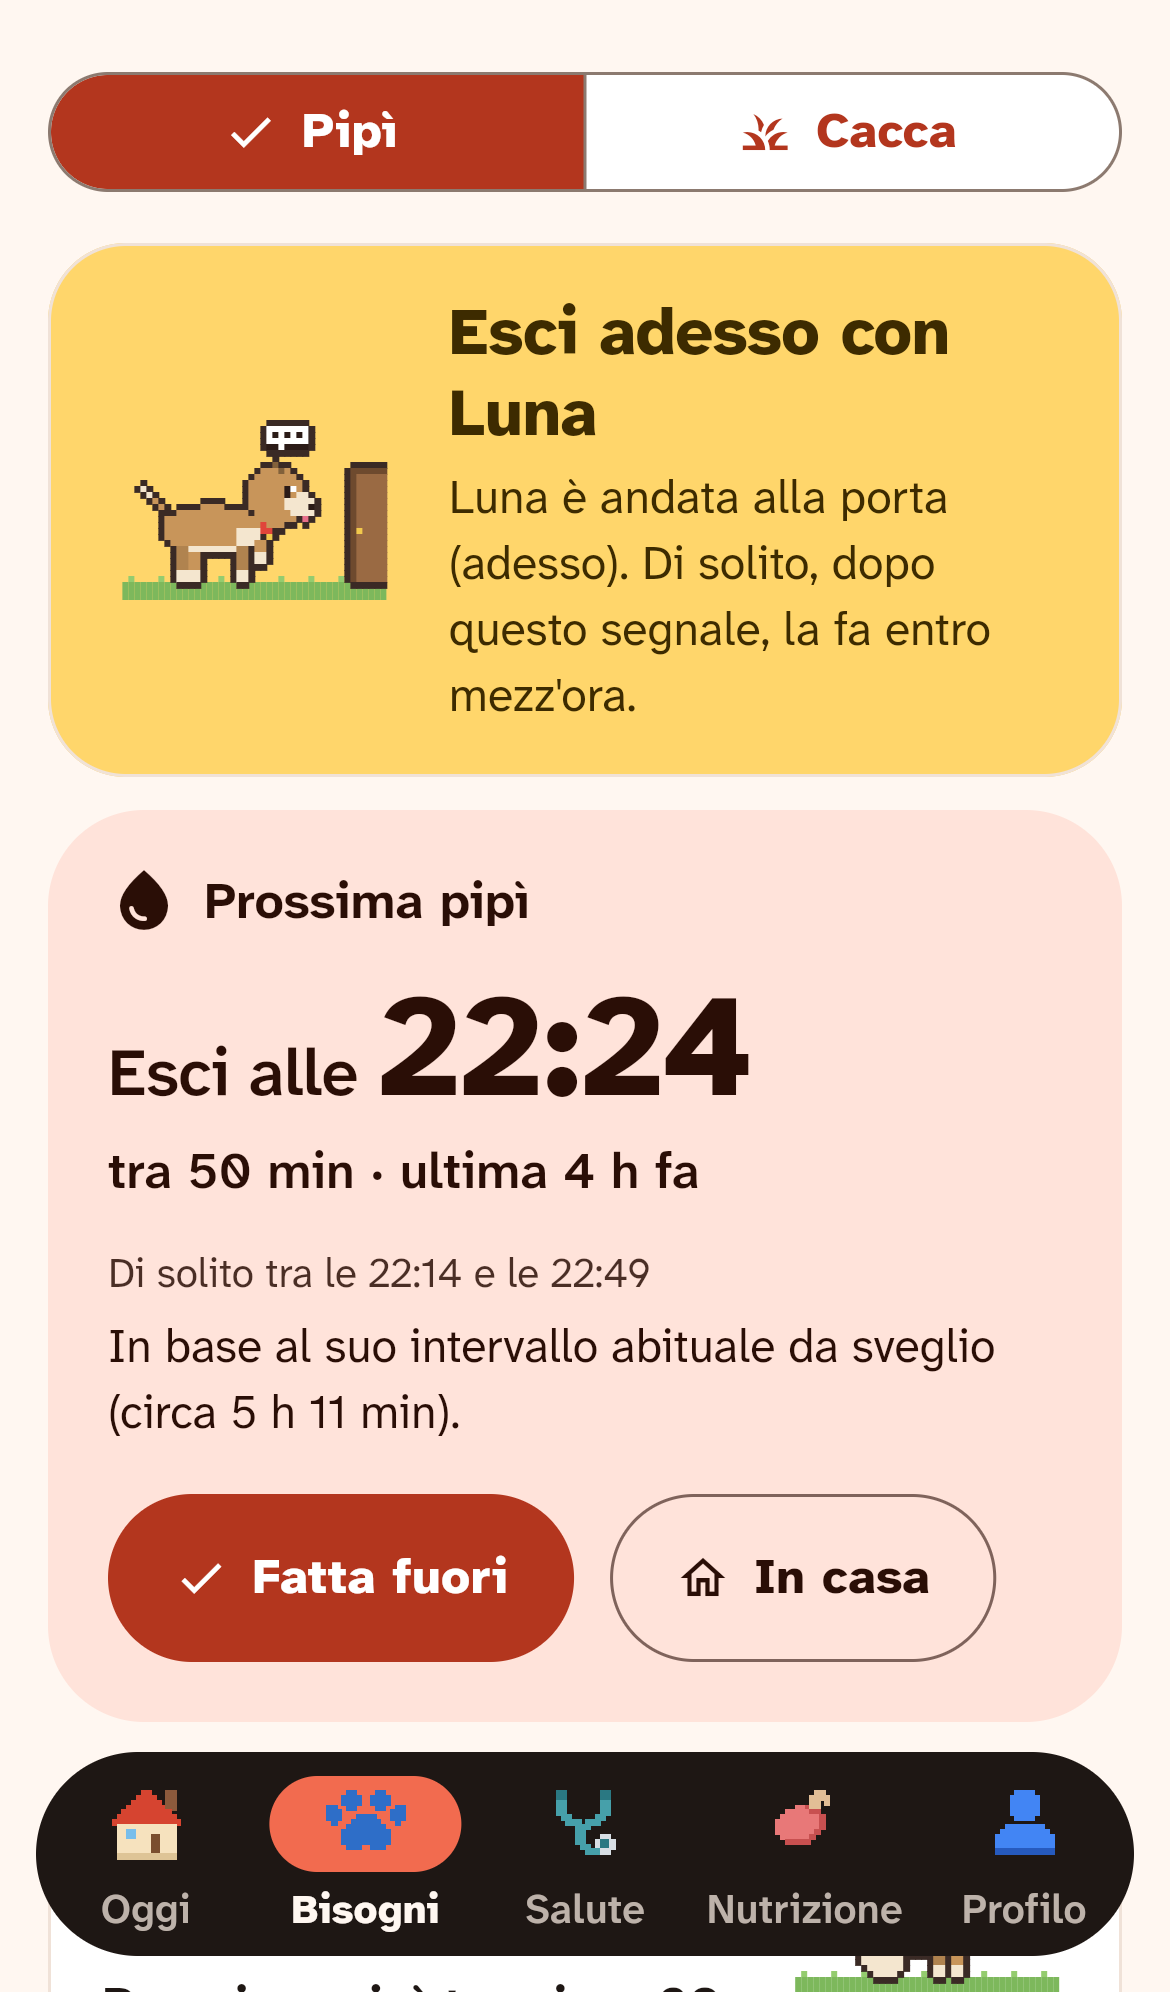 Pipì
Cacca
Esci adesso con
Luna
Luna è andata alla porta
(adesso). Di solito, dopo
questo segnale, la fa entro
mezz'ora.
Prossima pipì
Esci alle 22:24
tra 50 min · ultima 4 h fa
Di solito tra le 22:14 e le 22:49
In base al suo intervallo abituale da sveglio
(circa 5 h 11 min).
Fatta fuori
In casa
Oggi
Bisogni
Salute
Nutrizione
Profilo